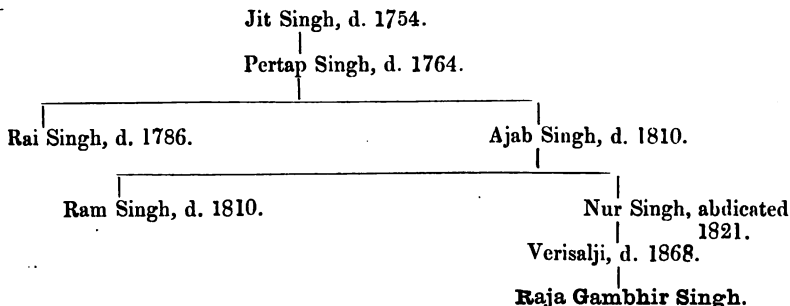 Jit Singh, d. 1754.
Pertap Singh, d. 1764.
Rai Singh, d. 1786.
Ajab Singh, d. 1810.
Ram Singh, d. 1810.
Nur Singh, abdicated
1821.
Verisalji, d. 1868.
Raja Gambhir Singh.